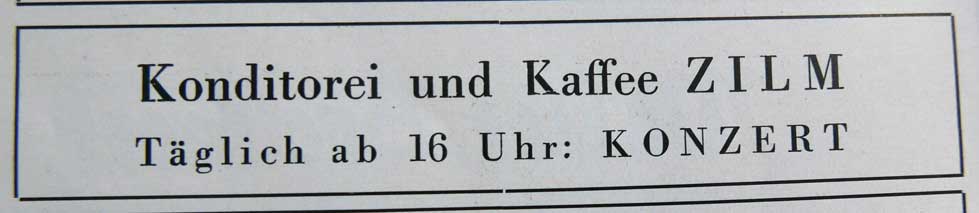 Konditorei und Kaffee ZILM
Täglich ab 16 Uhr: KONZERT